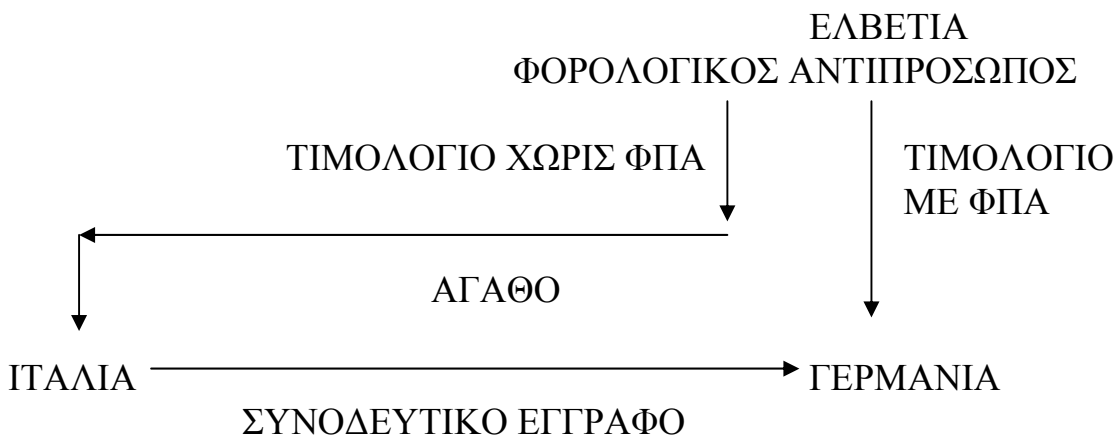 ΕΛΒΕΤΙΑ
ΦΟΡΟΛΟΓΙΚΟΣ ΑΝΤΙΠΡΟΣΩΠΟΣ
ΤΙΜΟΛΟΓΙΟ ΧΩΡΙΣ ΦΠΑ
ΤΙΜΟΛΟΓΙΟ
ΜΕ ΦΠΑ
ΑΓΑΘΟ
ΙΤΑΛΙΑ
ΓΕΡΜΑΝΙΑ
ΣΥΝΟΔΕΥΤΙΚΟ ΕΓΓΡΑΦΟ